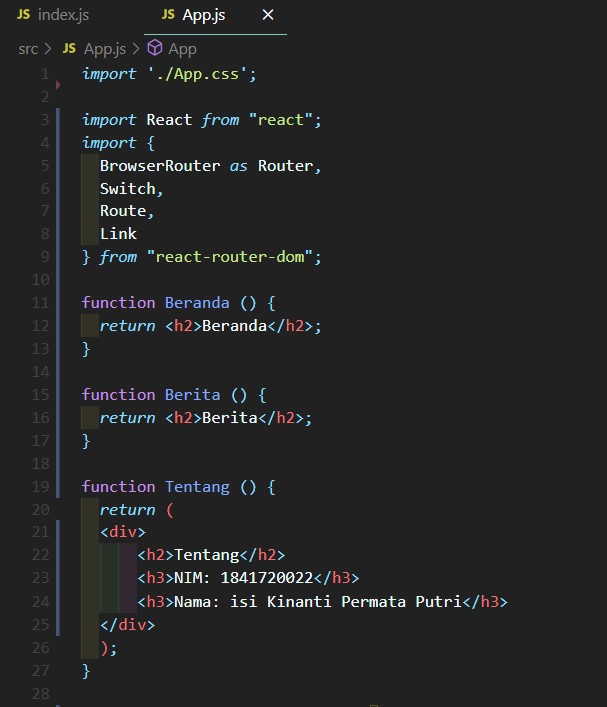 JS index.js
JS App.js ×
src > JS App.js > App
1 import './App.css';
2
3 import React from "react";
4 import {
5 BrowserRouter as Router,
6 Switch,
7 Route,
8 Link
9 } from "react-router-dom";
10
11 function Beranda () {
12 return <h2>Beranda</h2>;
13 }
14
15 function Berita () {
16 return <h2>Berita</h2>;
17 }
18
19 function Tentang () {
20 return (
21 <div>
22 <h2>Tentang</h2>
23 <h3>NIM: 1841720022</h3>
24 <h3>Nama: isi Kinanti Permata Putri</h3>
25 </div>
26 );
27 }
28